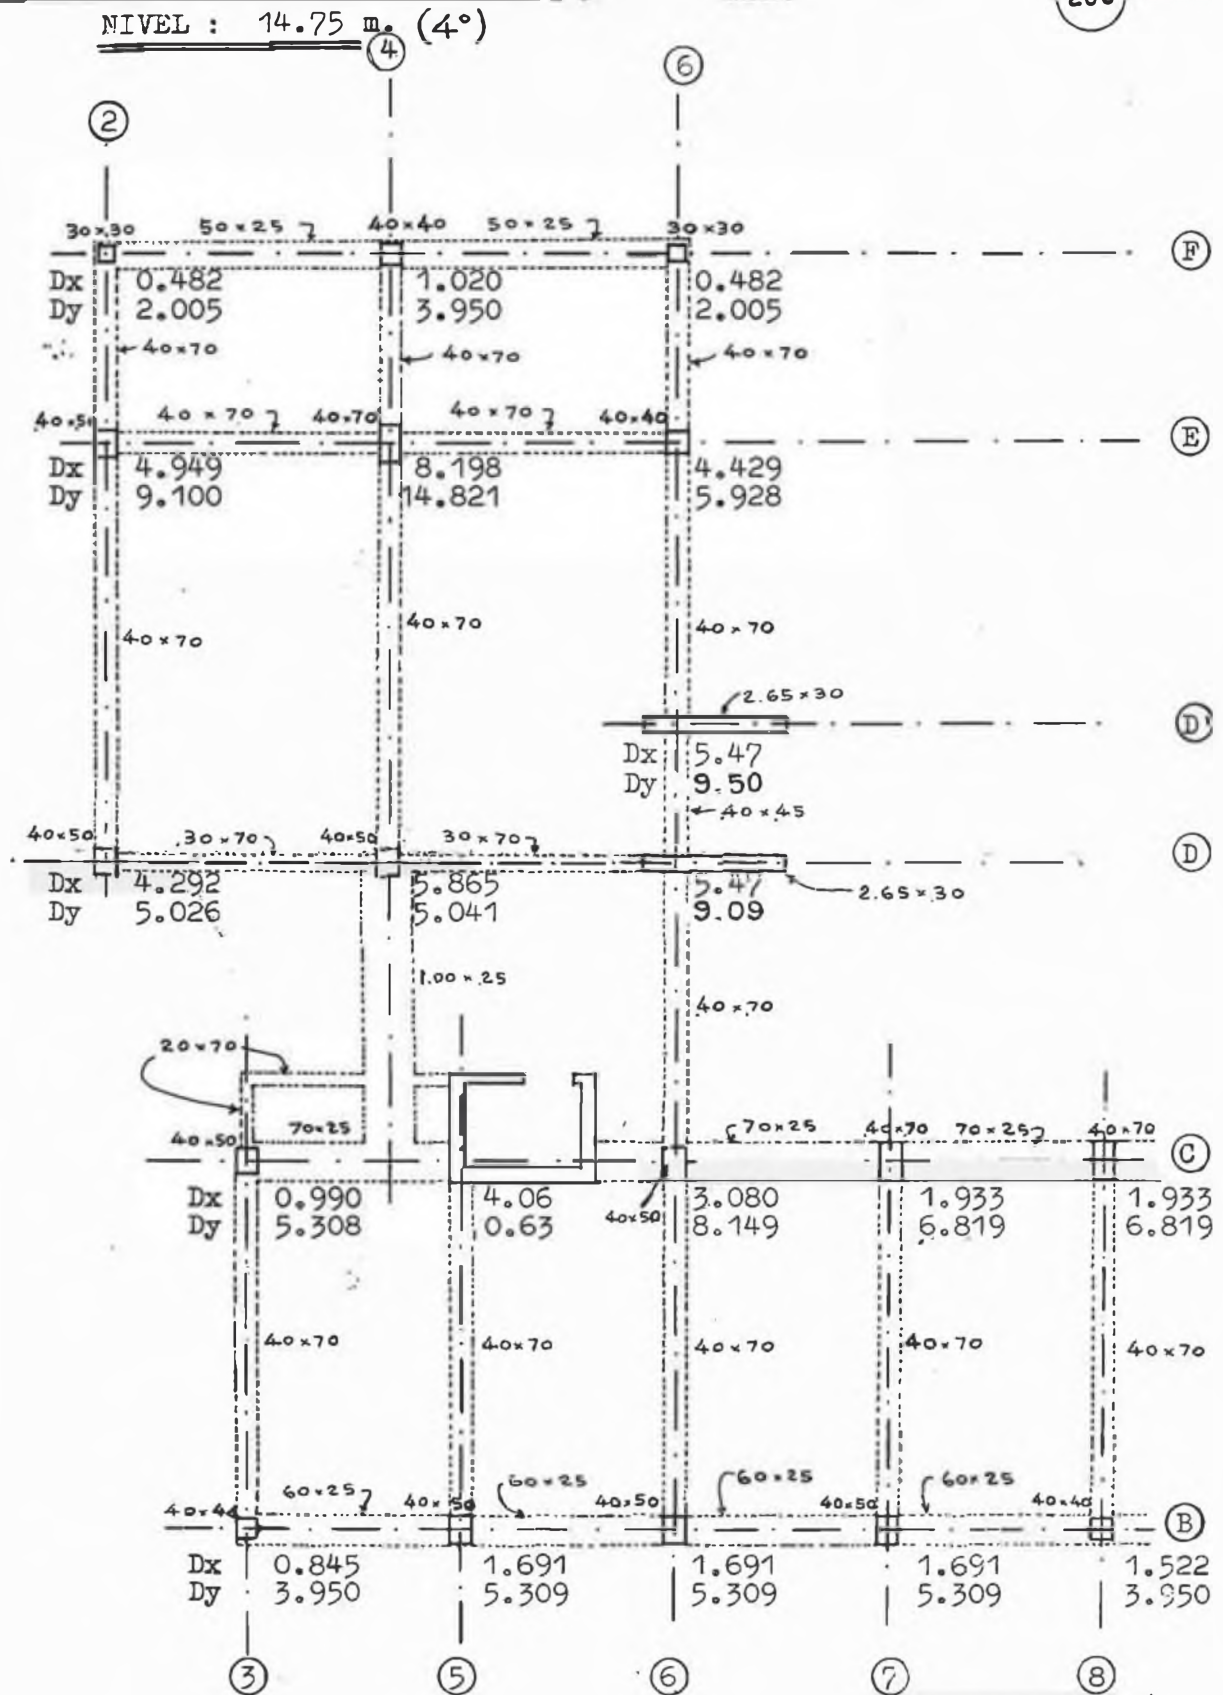 NIVEL : 14.75 m. (4°)
4
6
2
30×30 50×25 40×40 50×25 30×30
F
Dx 0.482 1.020 0.482
Dy 2.005 3.950 2.005
40×70 40×70 40×70
40×50 40×70 40×70 40×70 40×40
E
Dx 4.949 8.198 4.429
Dy 9.100 14.821 5.928
40×70 40×70 40×70
2.65×30
D'
Dx 5.47
Dy 9.50
40×45
40×50 30×70 40×50 30×70
D
Dx 4.292 5.865 5.47
Dy 5.026 5.041 9.09
2.65×30
1.00×25
40×70
20×70
40×50 70×25 70×25 40×70 70×25 40×70
C
Dx 0.990 4.06 3.080 1.933 1.933
Dy 5.308 0.63 40×50 8.149 6.819 6.819
40×70 40×70 40×70 40×70 40×70
40×40 60×25 40×50 60×25 40×50 60×25 40×50 60×25 40×40
B
Dx 0.845 1.691 1.691 1.691 1.522
Dy 3.950 5.309 5.309 5.309 3.950
3 5 6 7 8